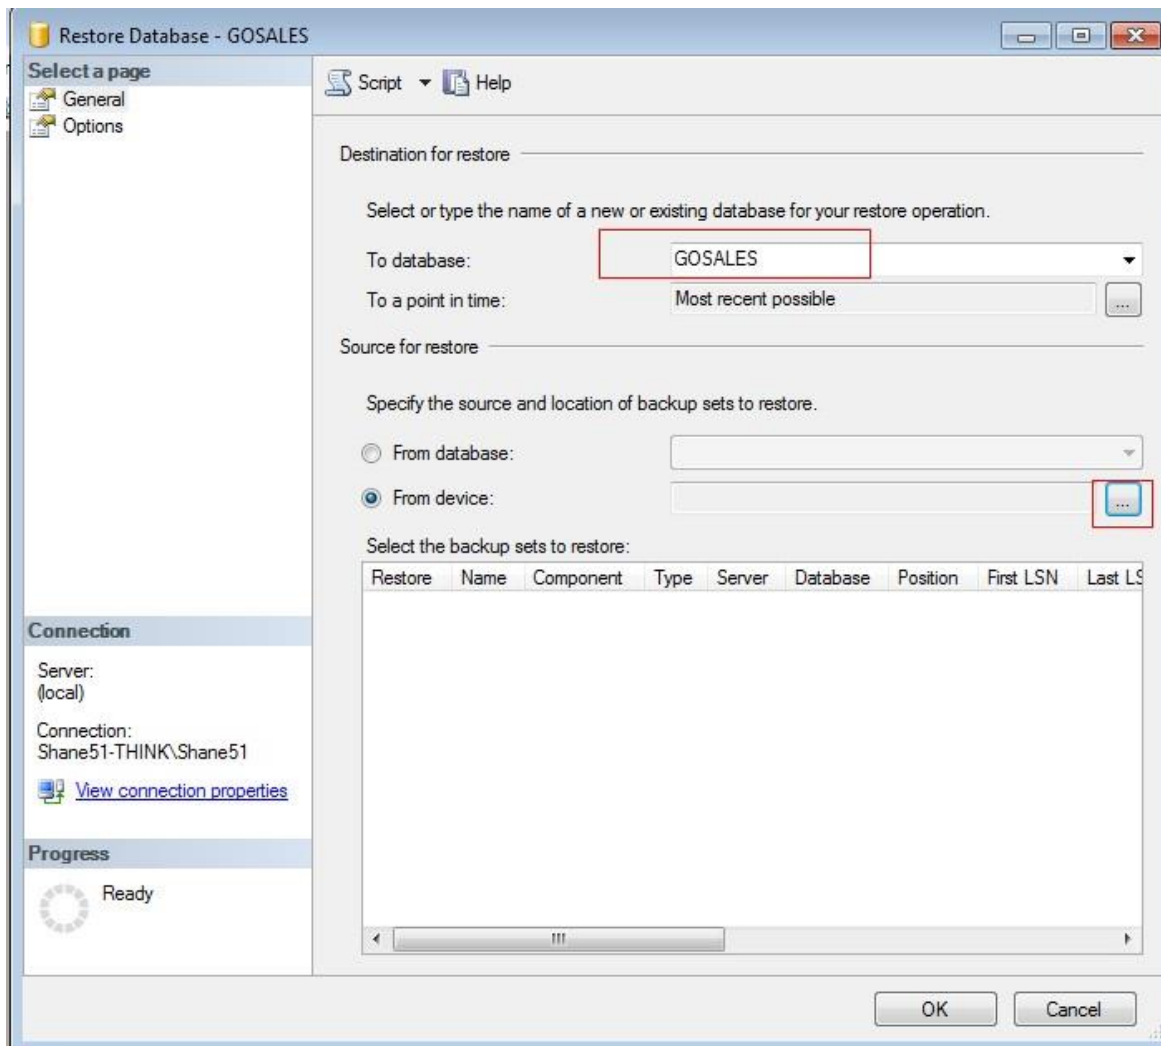 Restore Database - GOSALES
Select a page
General
Options
Script
Help
Destination for restore
Select or type the name of a new or existing database for your restore operation.
To database:
GOSALES
To a point in time:
Most recent possible
...
Source for restore
Specify the source and location of backup sets to restore.
From database:
From device:
...
Select the backup sets to restore:
Restore Name Component Type Server Database Position First LSN Last LS
Connection
Server:
(local)
Connection:
Shane51-THINK\Shane51
View connection properties
Progress
Ready
OK
Cancel